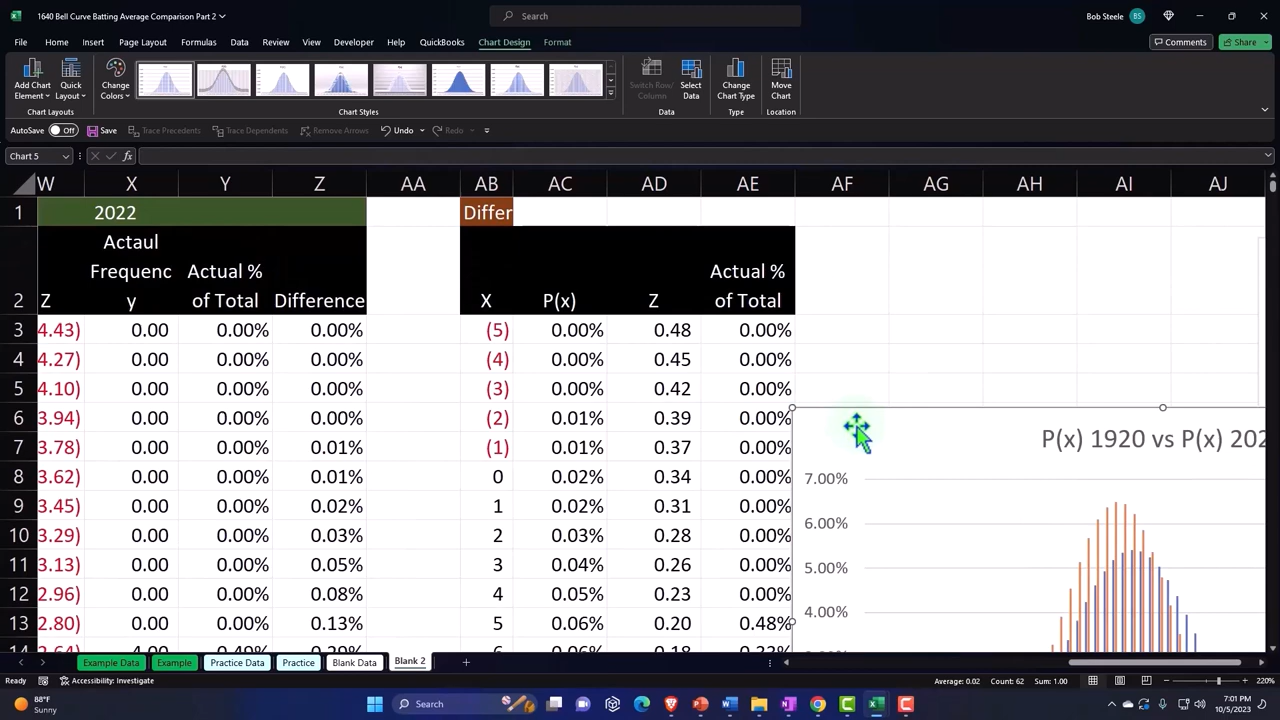 1640 Bell Curve Batting Average Comparison Part 2
Search
Bob Steele
BS
File Home Insert Page Layout Formulas Data Review View Developer Help QuickBooks Chart Design Format
Comments
Share
Add Chart Element
Quick Layout
Change Colors
Switch Row/Column
Select Data
Change Chart Type
Move Chart
Chart Layouts
Chart Styles
Data
Type
Location
AutoSave Off Save Trace Precedents Trace Dependents Remove Arrows Undo Redo
Chart 5
fx
W X Y Z AA AB AC AD AE AF AG AH AI AJ
1 2022 Differ
Actaul
Frequenc Actual % Actual %
2 Z y of Total Difference X P(x) Z of Total
3 4.43) 0.00 0.00% 0.00% (5) 0.00% 0.48 0.00%
4 4.27) 0.00 0.00% 0.00% (4) 0.00% 0.45 0.00%
5 4.10) 0.00 0.00% 0.00% (3) 0.00% 0.42 0.00%
6 3.94) 0.00 0.00% 0.00% (2) 0.01% 0.39 0.00%
7 3.78) 0.00 0.00% 0.01% (1) 0.01% 0.37 0.00%
8 3.62) 0.00 0.00% 0.01% 0 0.02% 0.34 0.00%
9 3.45) 0.00 0.00% 0.02% 1 0.02% 0.31 0.00%
10 3.29) 0.00 0.00% 0.03% 2 0.03% 0.28 0.00%
11 3.13) 0.00 0.00% 0.05% 3 0.04% 0.26 0.00%
12 2.96) 0.00 0.00% 0.08% 4 0.05% 0.23 0.00%
13 2.80) 0.00 0.00% 0.13% 5 0.06% 0.20 0.48%
P(x) 1920 vs P(x) 202
7.00%
6.00%
5.00%
4.00%
Example Data Example Practice Data Practice Blank Data Blank 2
Ready Accessibility: Investigate
Average: 0.02 Count: 62 Sum: 1.00
220%
88°F
Sunny
Search
7:01 PM
10/5/2023